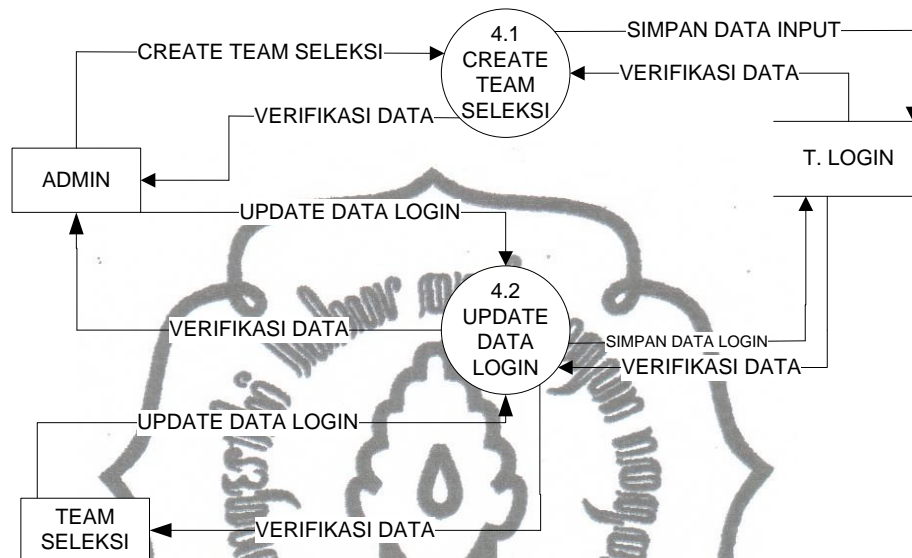 4.1
CREATE
TEAM
SELEKSI
CREATE TEAM SELEKSI
SIMPAN DATA INPUT
VERIFIKASI DATA
VERIFIKASI DATA
ADMIN
T. LOGIN
UPDATE DATA LOGIN
4.2
UPDATE
DATA
LOGIN
VERIFIKASI DATA
SIMPAN DATA LOGIN
VERIFIKASI DATA
UPDATE DATA LOGIN
TEAM
SELEKSI
VERIFIKASI DATA